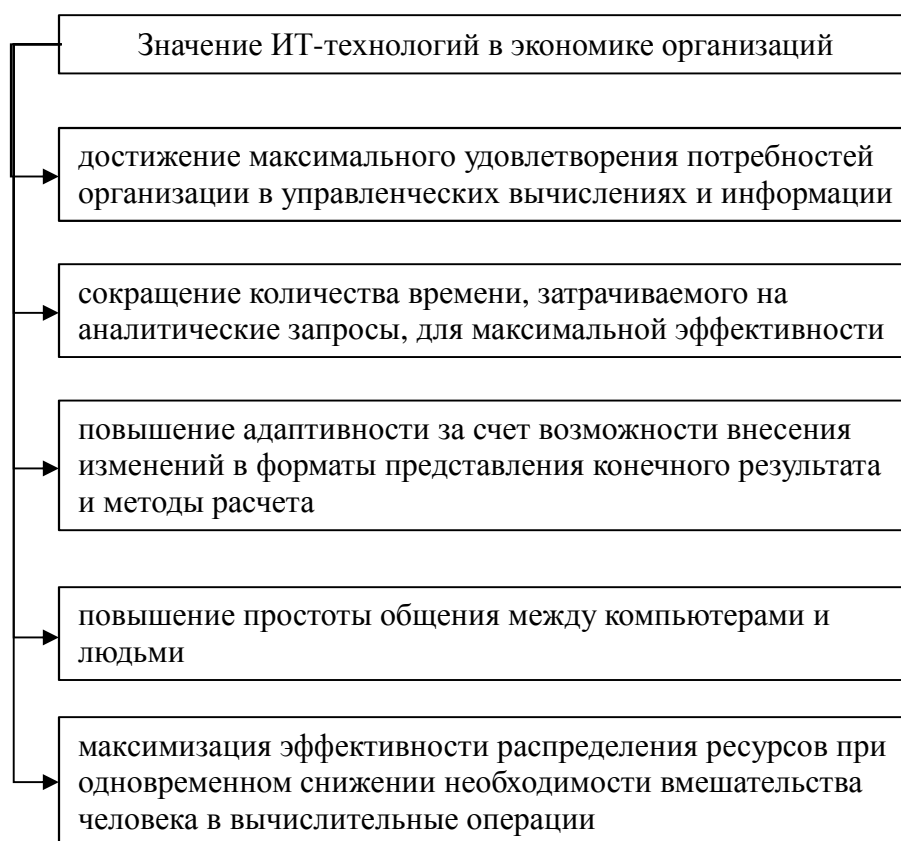 Значение ИТ-технологий в экономике организаций
достижение максимального удовлетворения потребностей
организации в управленческих вычислениях и информации
сокращение количества времени, затрачиваемого на
аналитические запросы, для максимальной эффективности
повышение адаптивности за счет возможности внесения
изменений в форматы представления конечного результата
и методы расчета
повышение простоты общения между компьютерами и
людьми
максимизация эффективности распределения ресурсов при
одновременном снижении необходимости вмешательства
человека в вычислительные операции